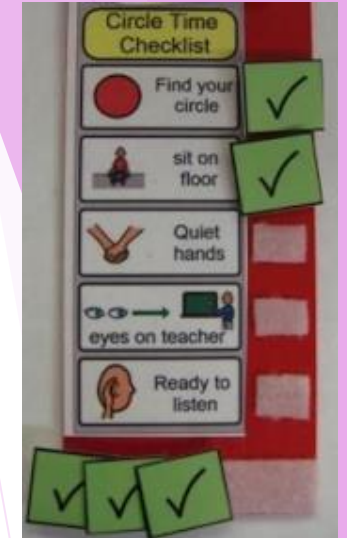 Circle Time
Checklist
Find your
circle
sit on
floor
Quiet
hands
eyes on teacher
Ready to
listen